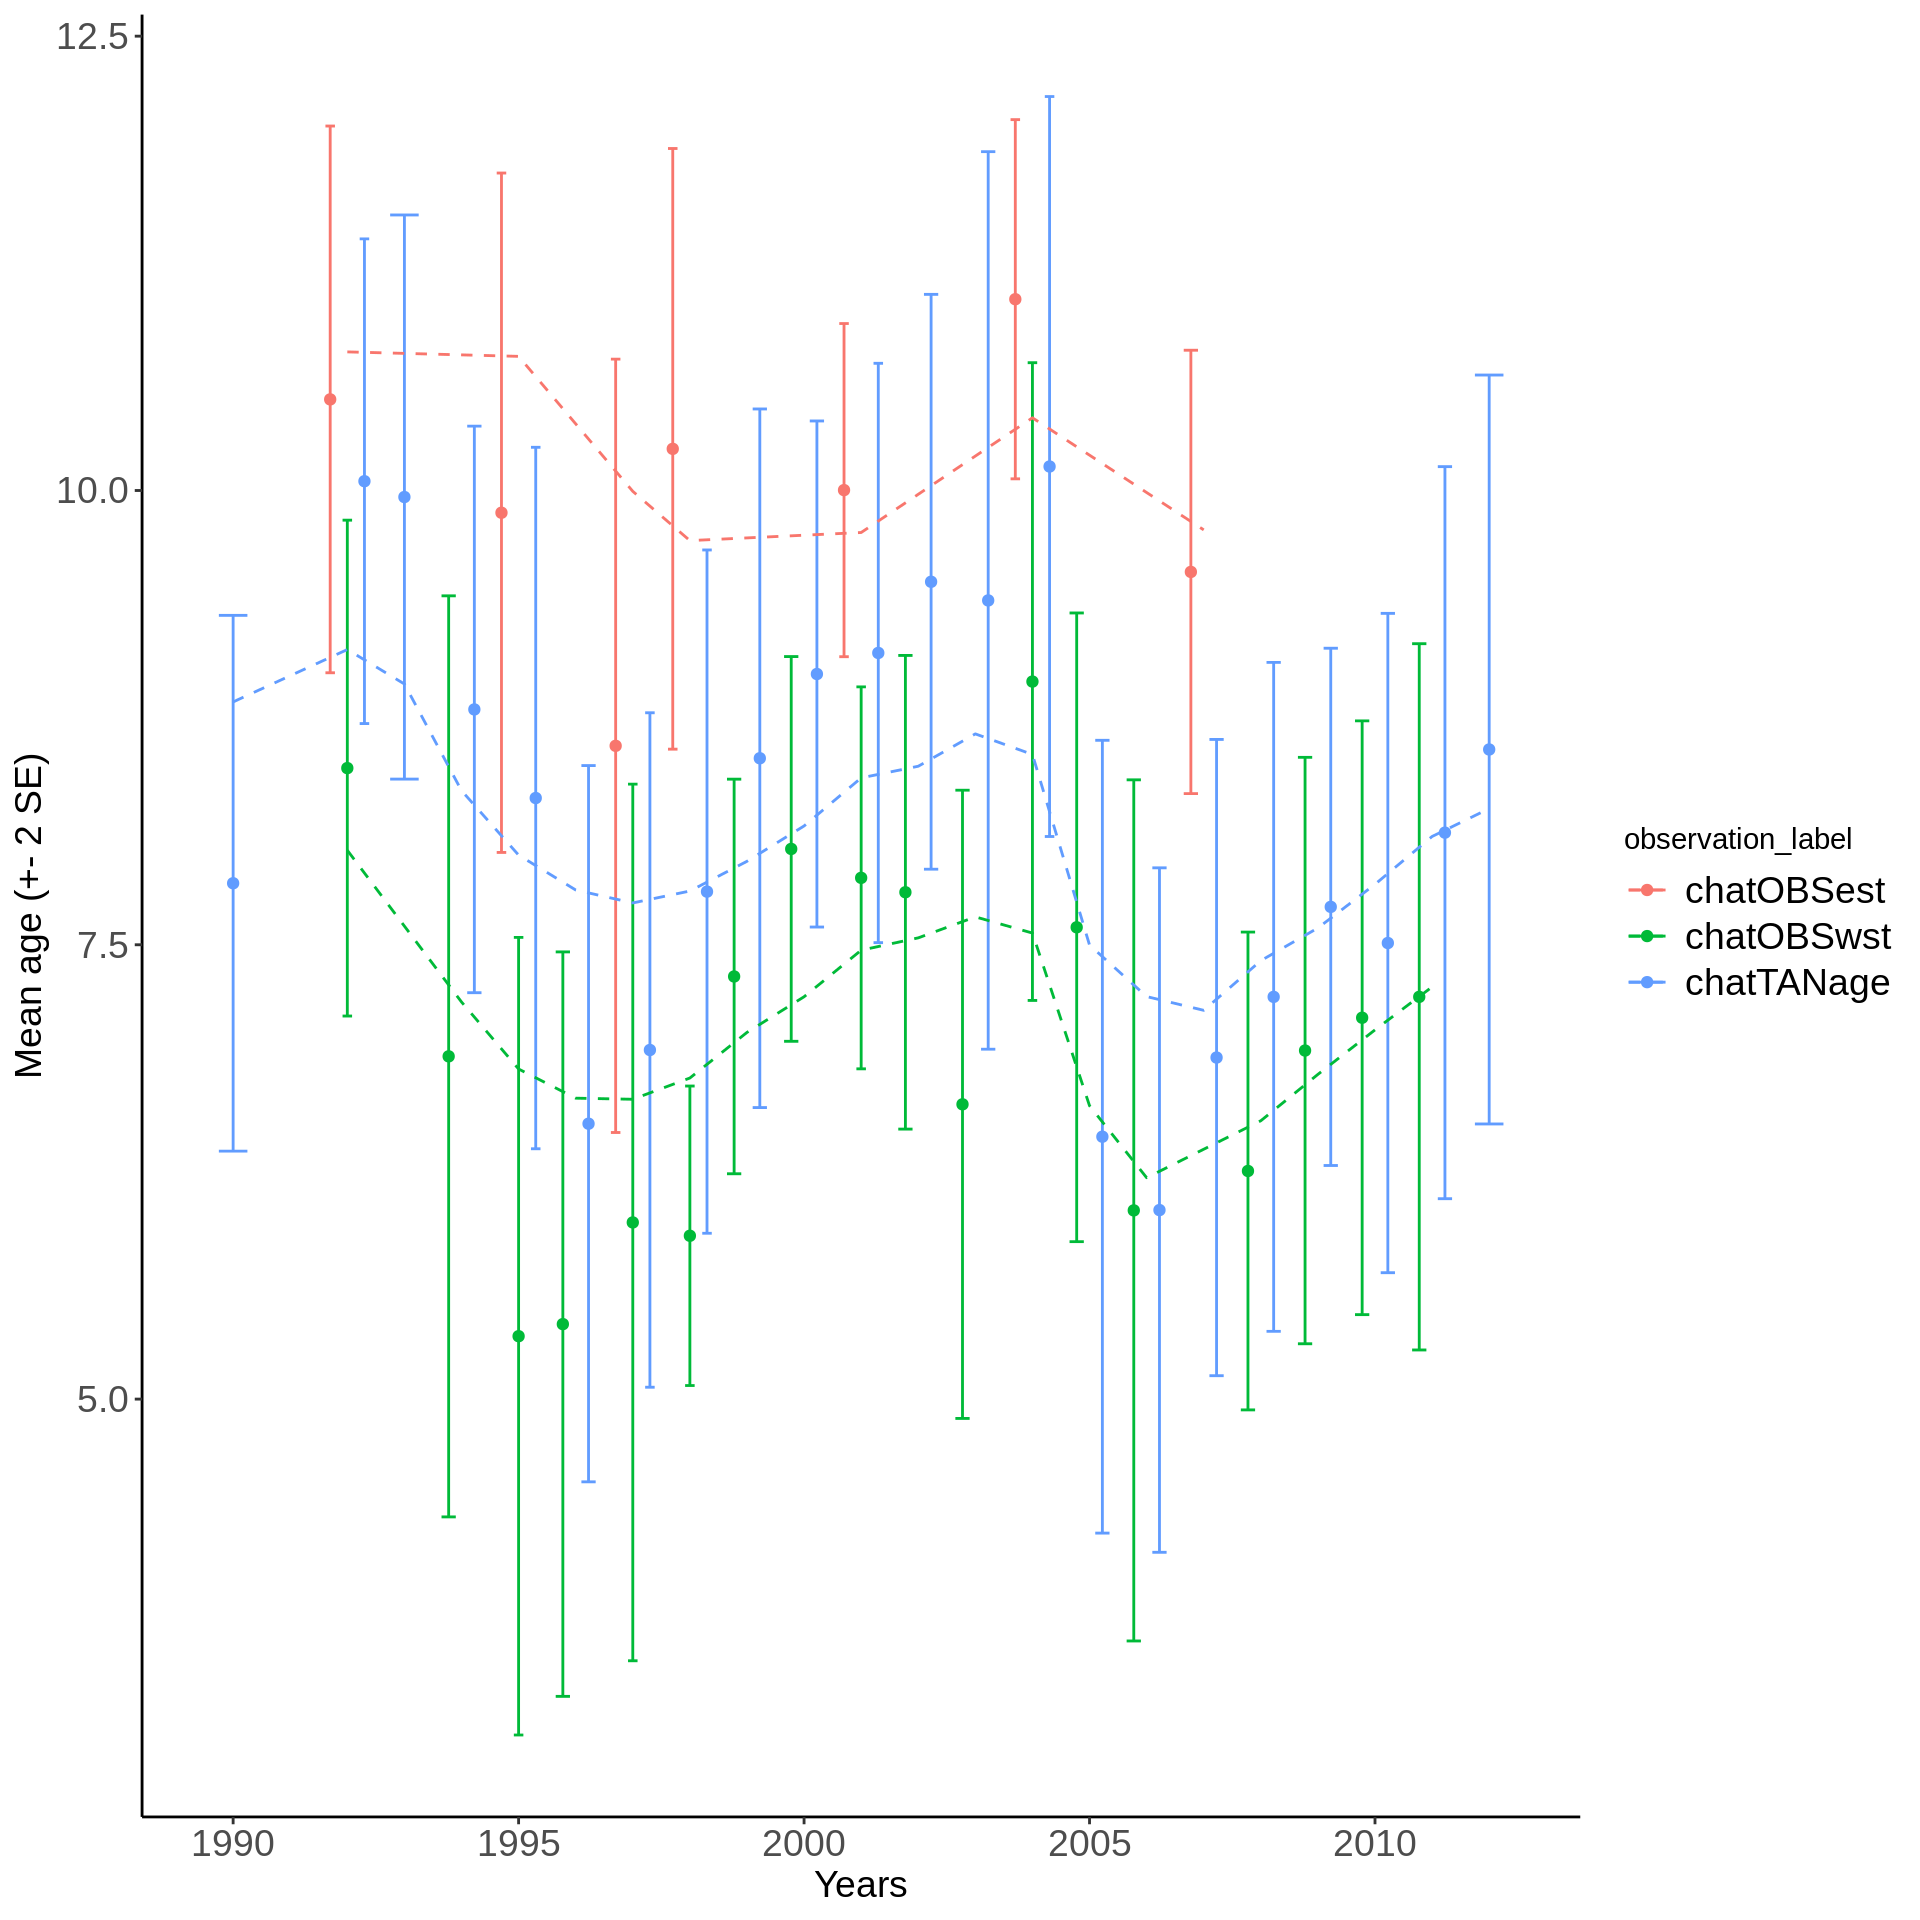 12.5
10.0
7.5
5.0
Mean age (+- 2 SE)
1990 1995 2000 2005 2010
Years
observation_label
chatOBSest
chatOBSwst
chatTANage